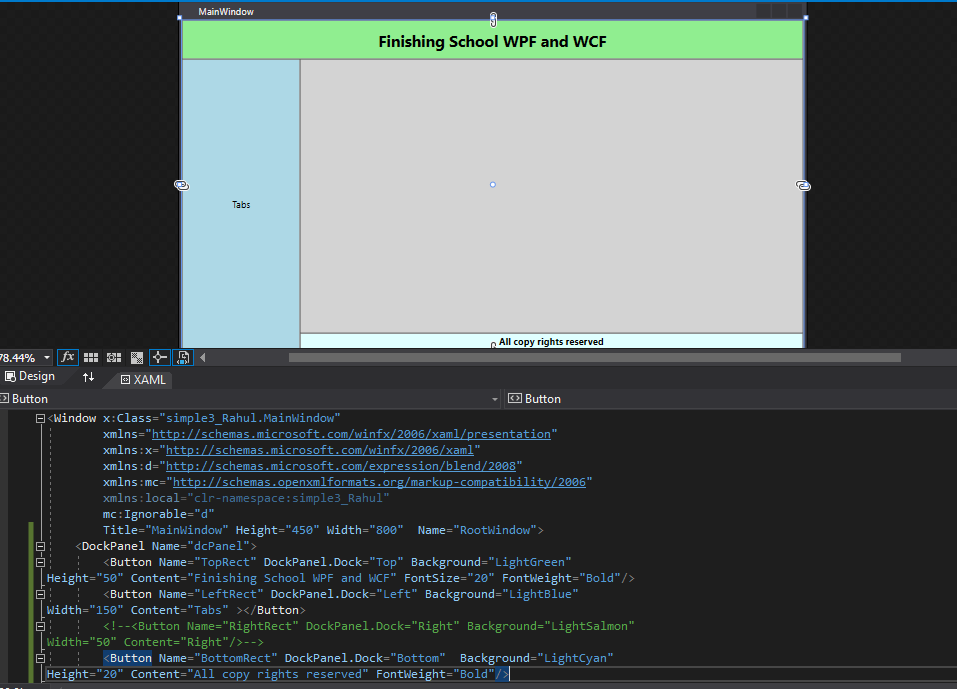 MainWindow
Finishing School WPF and WCF
Tabs
All copy rights reserved
78.44%
fx
Design
XAML
Button
Button
<Window x:Class="simple3_Rahul.MainWindow"
xmlns="http://schemas.microsoft.com/winfx/2006/xaml/presentation"
xmlns:x="http://schemas.microsoft.com/winfx/2006/xaml"
xmlns:d="http://schemas.microsoft.com/expression/blend/2008"
xmlns:mc="http://schemas.openxmlformats.org/markup-compatibility/2006"
xmlns:local="clr-namespace:simple3_Rahul"
mc:Ignorable="d"
Title="MainWindow" Height="450" Width="800"  Name="RootWindow">
<DockPanel Name="dcPanel">
<Button Name="TopRect" DockPanel.Dock="Top" Background="LightGreen"
Height="50" Content="Finishing School WPF and WCF" FontSize="20" FontWeight="Bold"/>
<Button Name="LeftRect" DockPanel.Dock="Left" Background="LightBlue"
Width="150" Content="Tabs" ></Button>
<!--<Button Name="RightRect" DockPanel.Dock="Right" Background="LightSalmon"
Width="50" Content="Right"/>-->
<Button Name="BottomRect" DockPanel.Dock="Bottom"  Background="LightCyan"
Height="20" Content="All copy rights reserved" FontWeight="Bold"/>